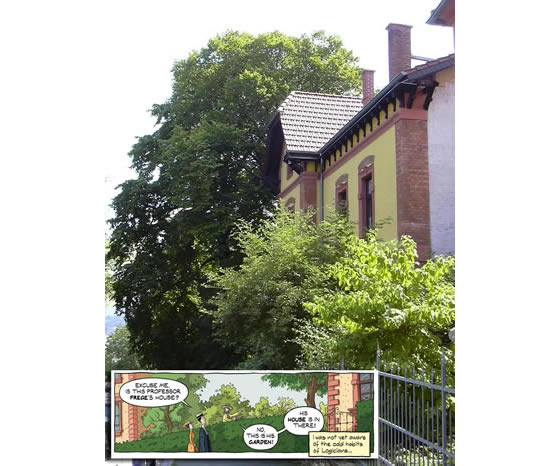 EXCUSE ME,
IS THIS PROFESSOR
FREGE'S HOUSE?
NO,
THIS IS HIS
GARDEN!
HIS
HOUSE IS IN
THERE!
I was not yet aware
of the odd habits
of Logicians...